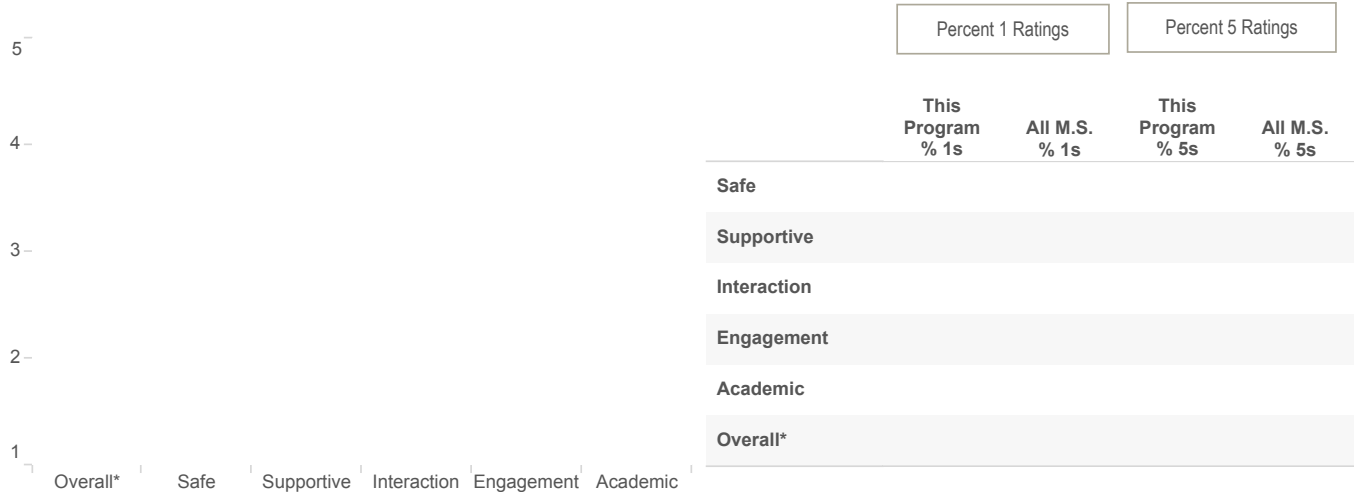 5
4
3
2
1
Overall* Safe Supportive Interaction Engagement Academic
Percent 1 Ratings Percent 5 Ratings
This This
Program All M.S. Program All M.S.
% 1s % 1s % 5s % 5s
Safe
Supportive
Interaction
Engagement
Academic
Overall*